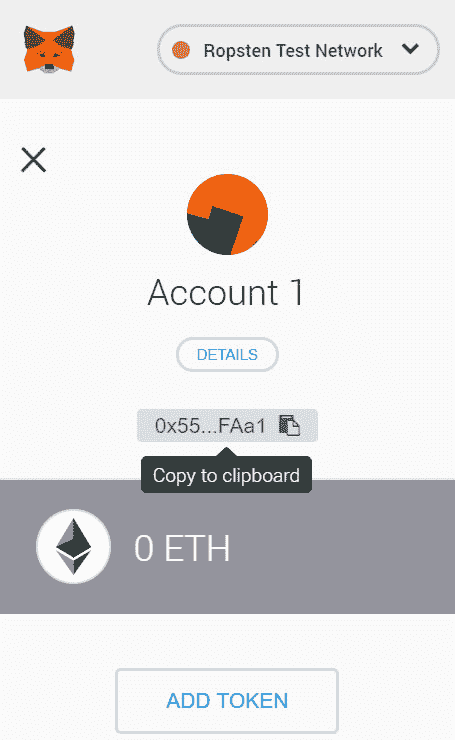 Ropsten Test Network
Account 1
DETAILS
0x55...FAa1
Copy to clipboard
0 ETH
ADD TOKEN